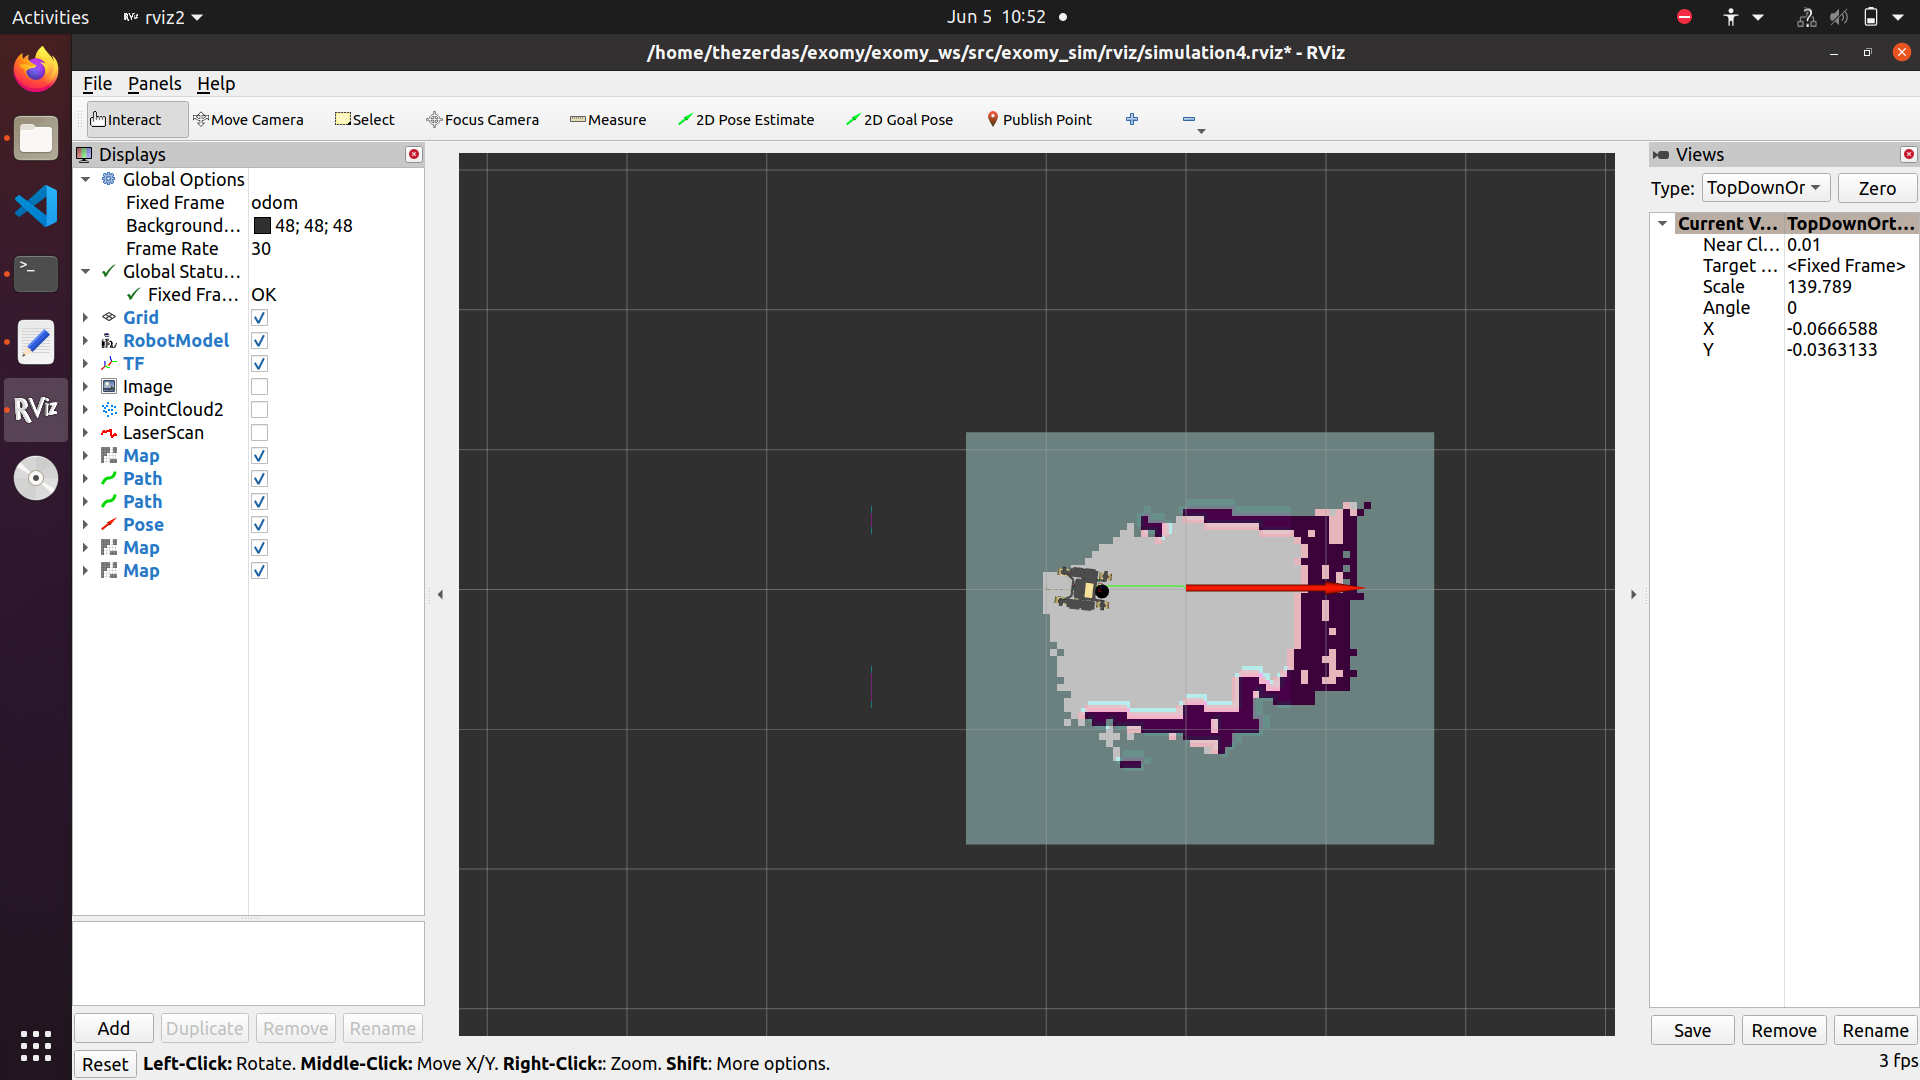 Activities
RViz rviz2
Jun 5 10:52
/home/thezerdas/exomy/exomy_ws/src/exomy_sim/rviz/simulation4.rviz* - RViz
File Panels Help
Interact Move Camera Select Focus Camera Measure 2D Pose Estimate 2D Goal Pose Publish Point
Displays
Global Options
Fixed Frame odom
Background... 48; 48; 48
Frame Rate 30
Global Statu...
Fixed Fra... OK
Grid
RobotModel
TF
Image
PointCloud2
LaserScan
Map
Path
Path
Pose
Map
Map
Add Duplicate Remove Rename
Reset Left-Click: Rotate. Middle-Click: Move X/Y. Right-Click:: Zoom. Shift: More options.
RViz
>_
Views
Type: TopDownOr Zero
Current V... TopDownOrt...
Near Cl... 0.01
Target ... <Fixed Frame>
Scale 139.789
Angle 0
X -0.0666588
Y -0.0363133
Save Remove Rename
3 fps